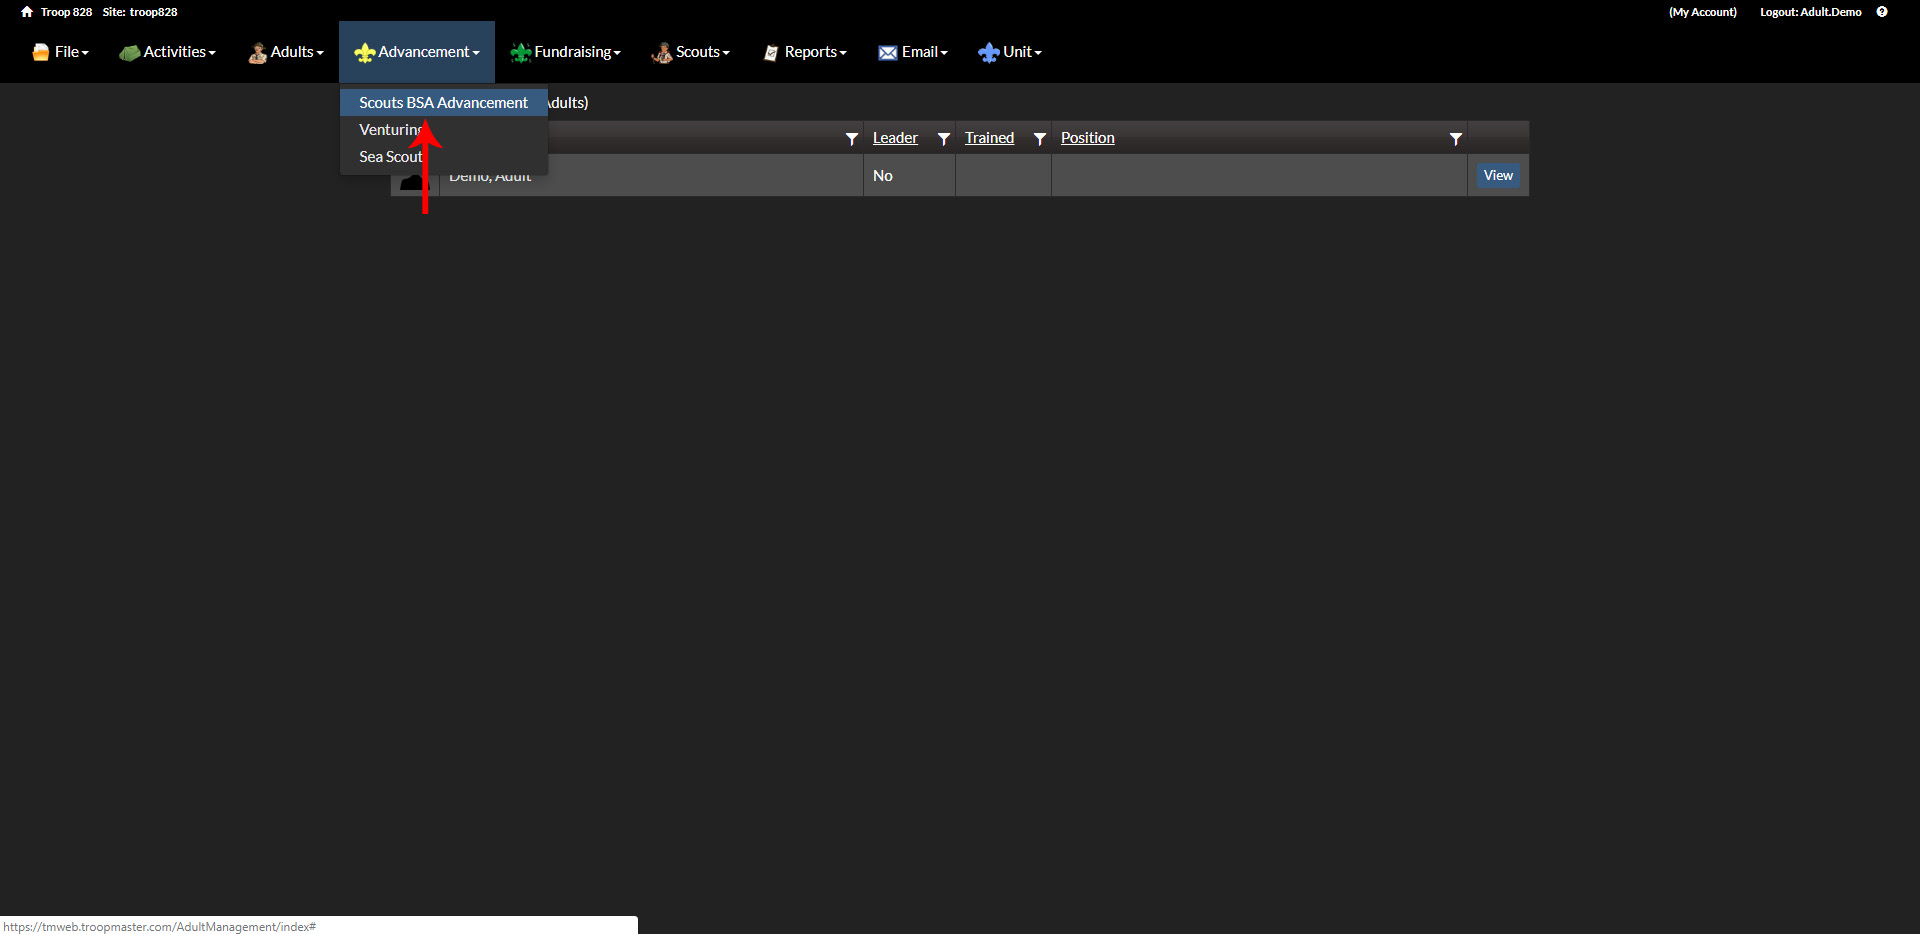 Troop 828 Site: troop828 (My Account) Logout: Adult.Demo
File Activities Adults Advancement Fundraising Scouts Reports Email Unit
Scouts BSA Advancement
Adults)
Venturing
Leader Trained Position
Sea Scout
Demo, Adult No View
https://tmweb.troopmaster.com/AdultManagement/index#